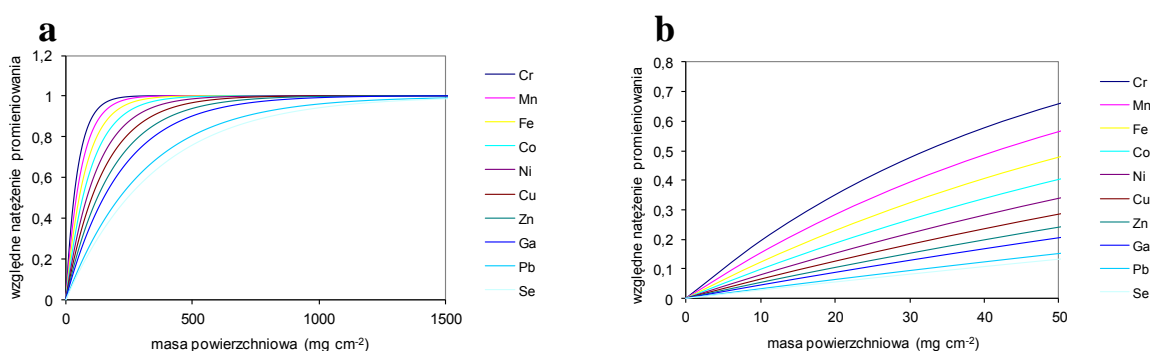 a
1,2
1
0,8
0,6
0,4
0,2
0
0
500
1000
1500
względne natężenie promieniowania
masa powierzchniowa (mg cm-2)
Cr
Mn
Fe
Co
Ni
Cu
Zn
Ga
Pb
Se
b
0,8
0,7
0,6
0,5
0,4
0,3
0,2
0,1
0
0
10
20
30
40
50
względne natężenie promieniowania
masa powierzchniowa (mg cm-2)
Cr
Mn
Fe
Co
Ni
Cu
Zn
Ga
Pb
Se